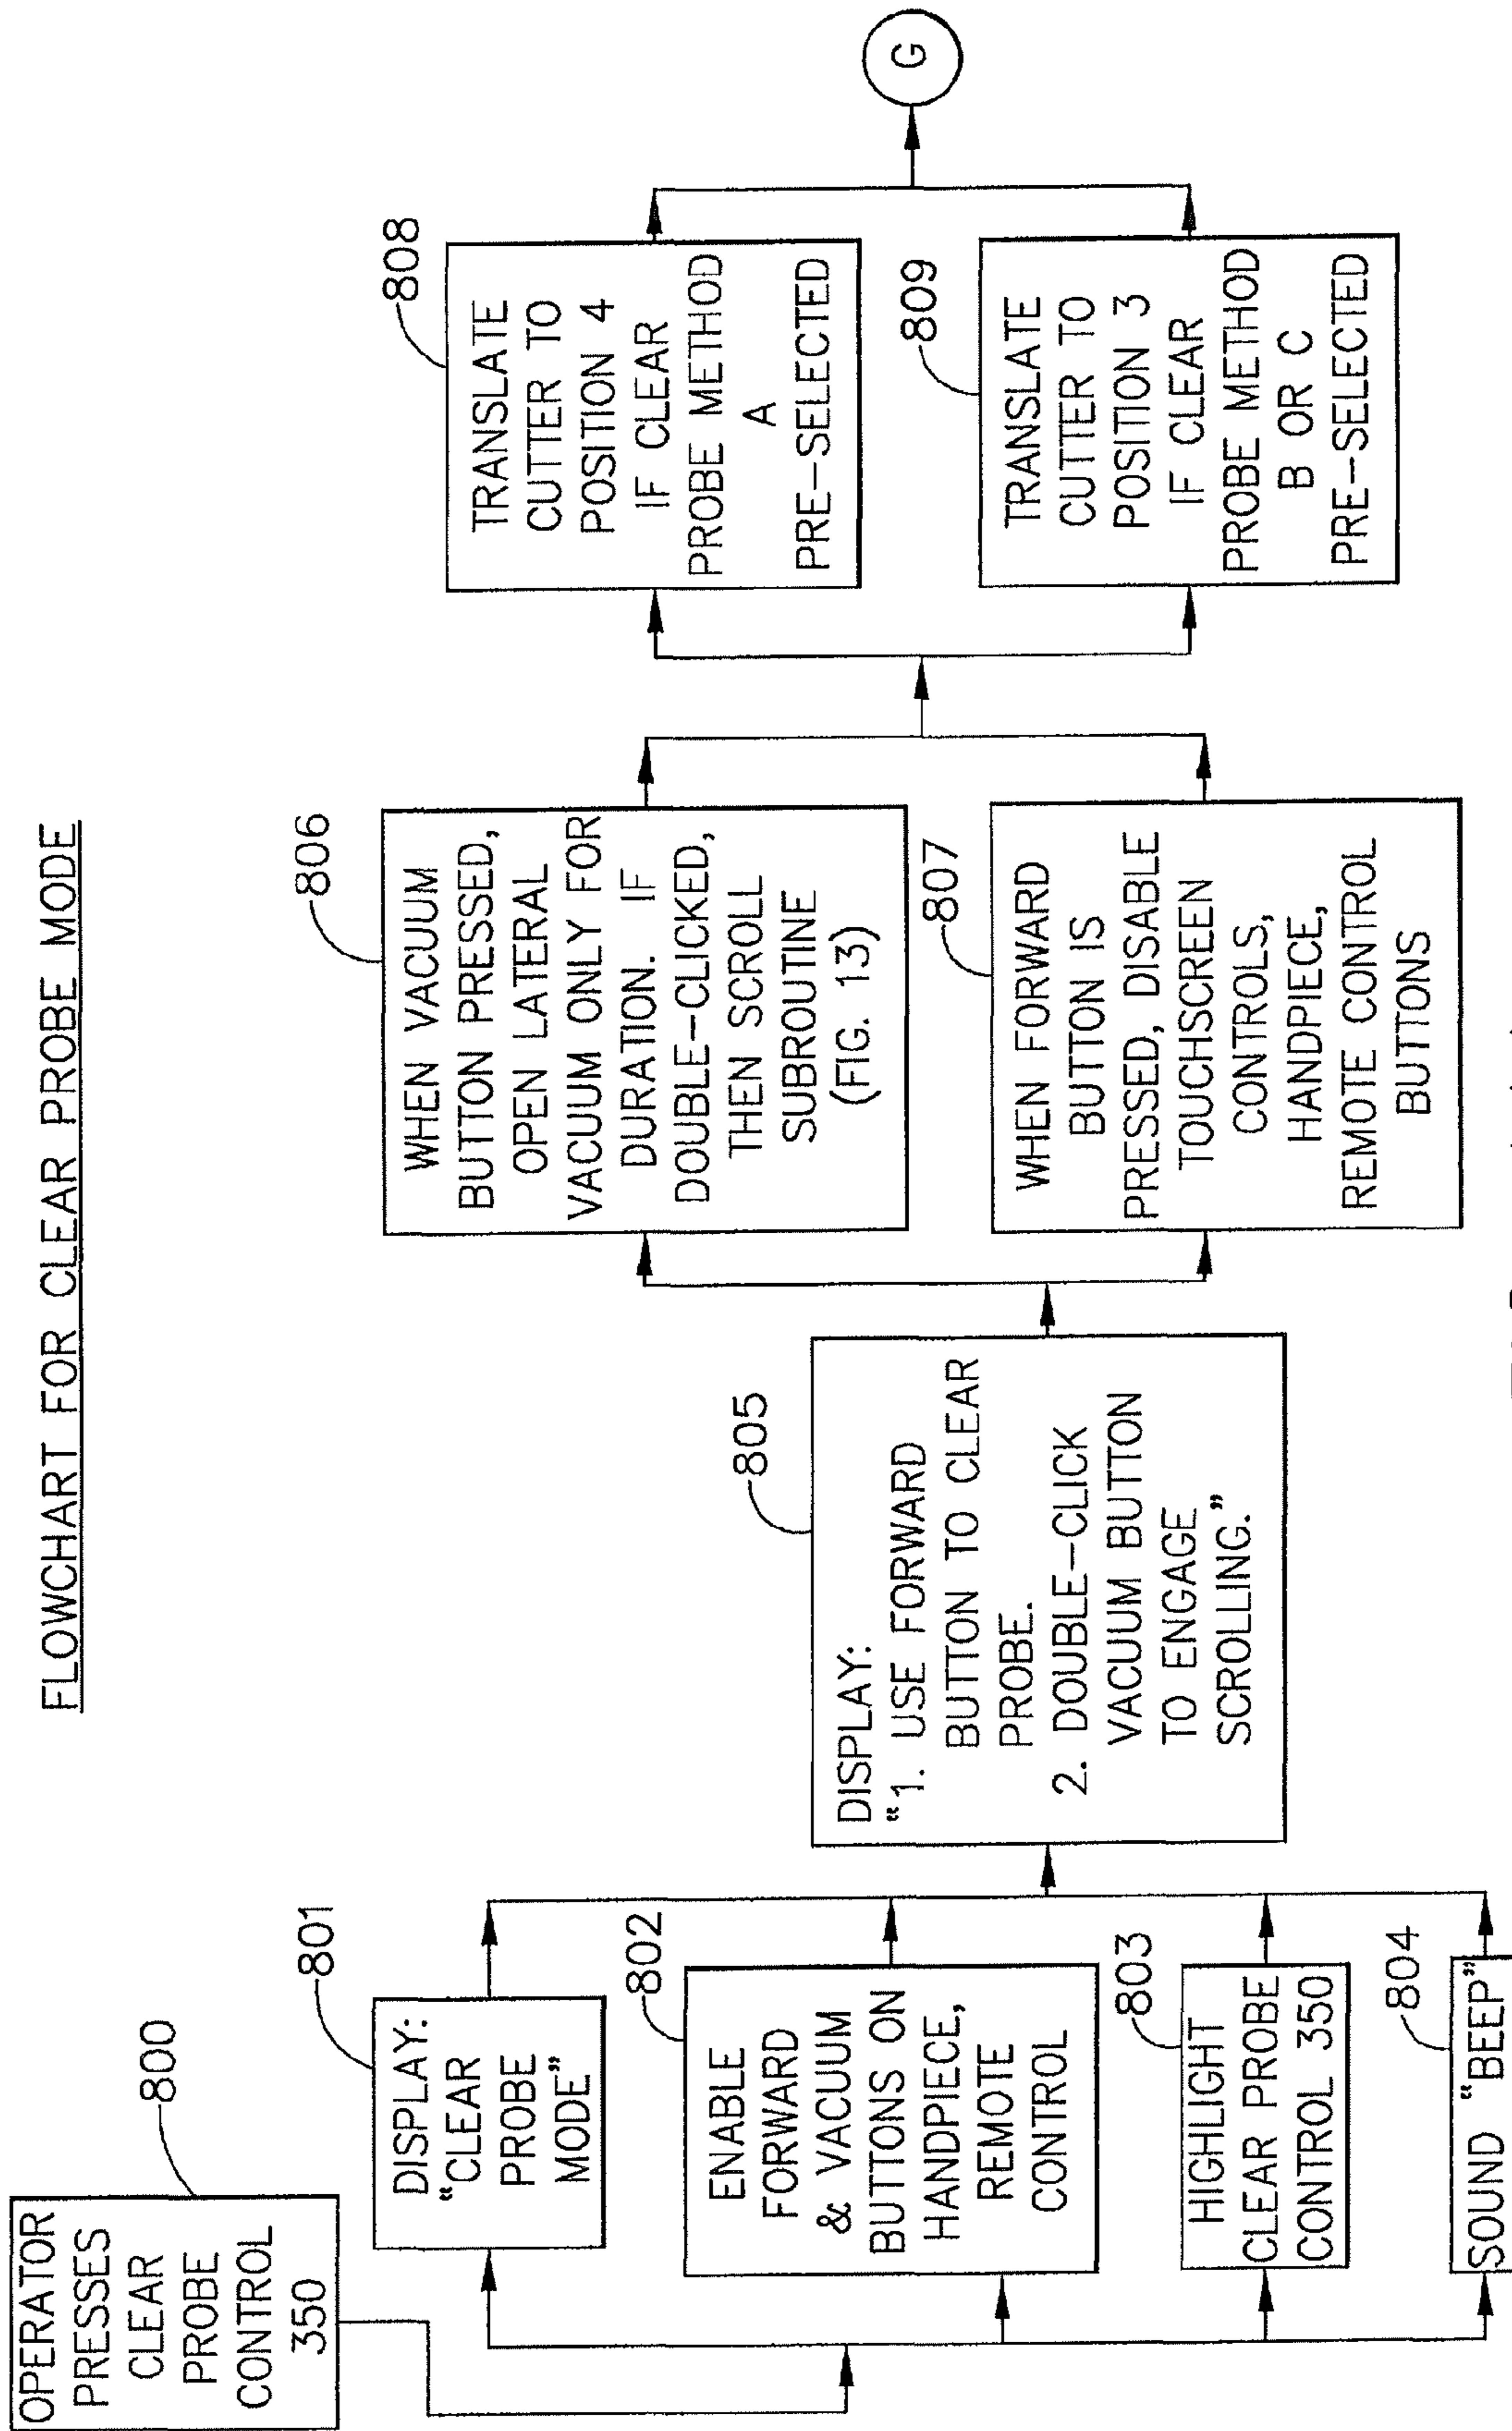 FLOWCHART FOR CLEAR PROBE MODE
OPERATOR
PRESSES
CLEAR
PROBE
CONTROL
350
800
DISPLAY:
“CLEAR
PROBE
MODE”
801
ENABLE
FORWARD
& VACUUM
BUTTONS ON
HANDPIECE,
REMOTE
CONTROL
802
HIGHLIGHT
CLEAR PROBE
CONTROL 350
803
SOUND “BEEP”
804
DISPLAY:
“1. USE FORWARD
BUTTON TO CLEAR
PROBE.
2. DOUBLE-CLICK
VACUUM BUTTON
TO ENGAGE
SCROLLING.”
805
WHEN VACUUM
BUTTON PRESSED,
OPEN LATERAL
VACUUM ONLY FOR
DURATION. IF
DOUBLE-CLICKED,
THEN SCROLL
SUBROUTINE
(FIG. 13)
806
WHEN FORWARD
BUTTON IS
PRESSED, DISABLE
TOUCHSCREEN
CONTROLS,
HANDPIECE,
REMOTE CONTROL
BUTTONS
807
TRANSLATE
CUTTER TO
POSITION 4
IF CLEAR
PROBE METHOD
A
PRE-SELECTED
808
TRANSLATE
CUTTER TO
POSITION 3
IF CLEAR
PROBE METHOD
B OR C
PRE-SELECTED
809
G